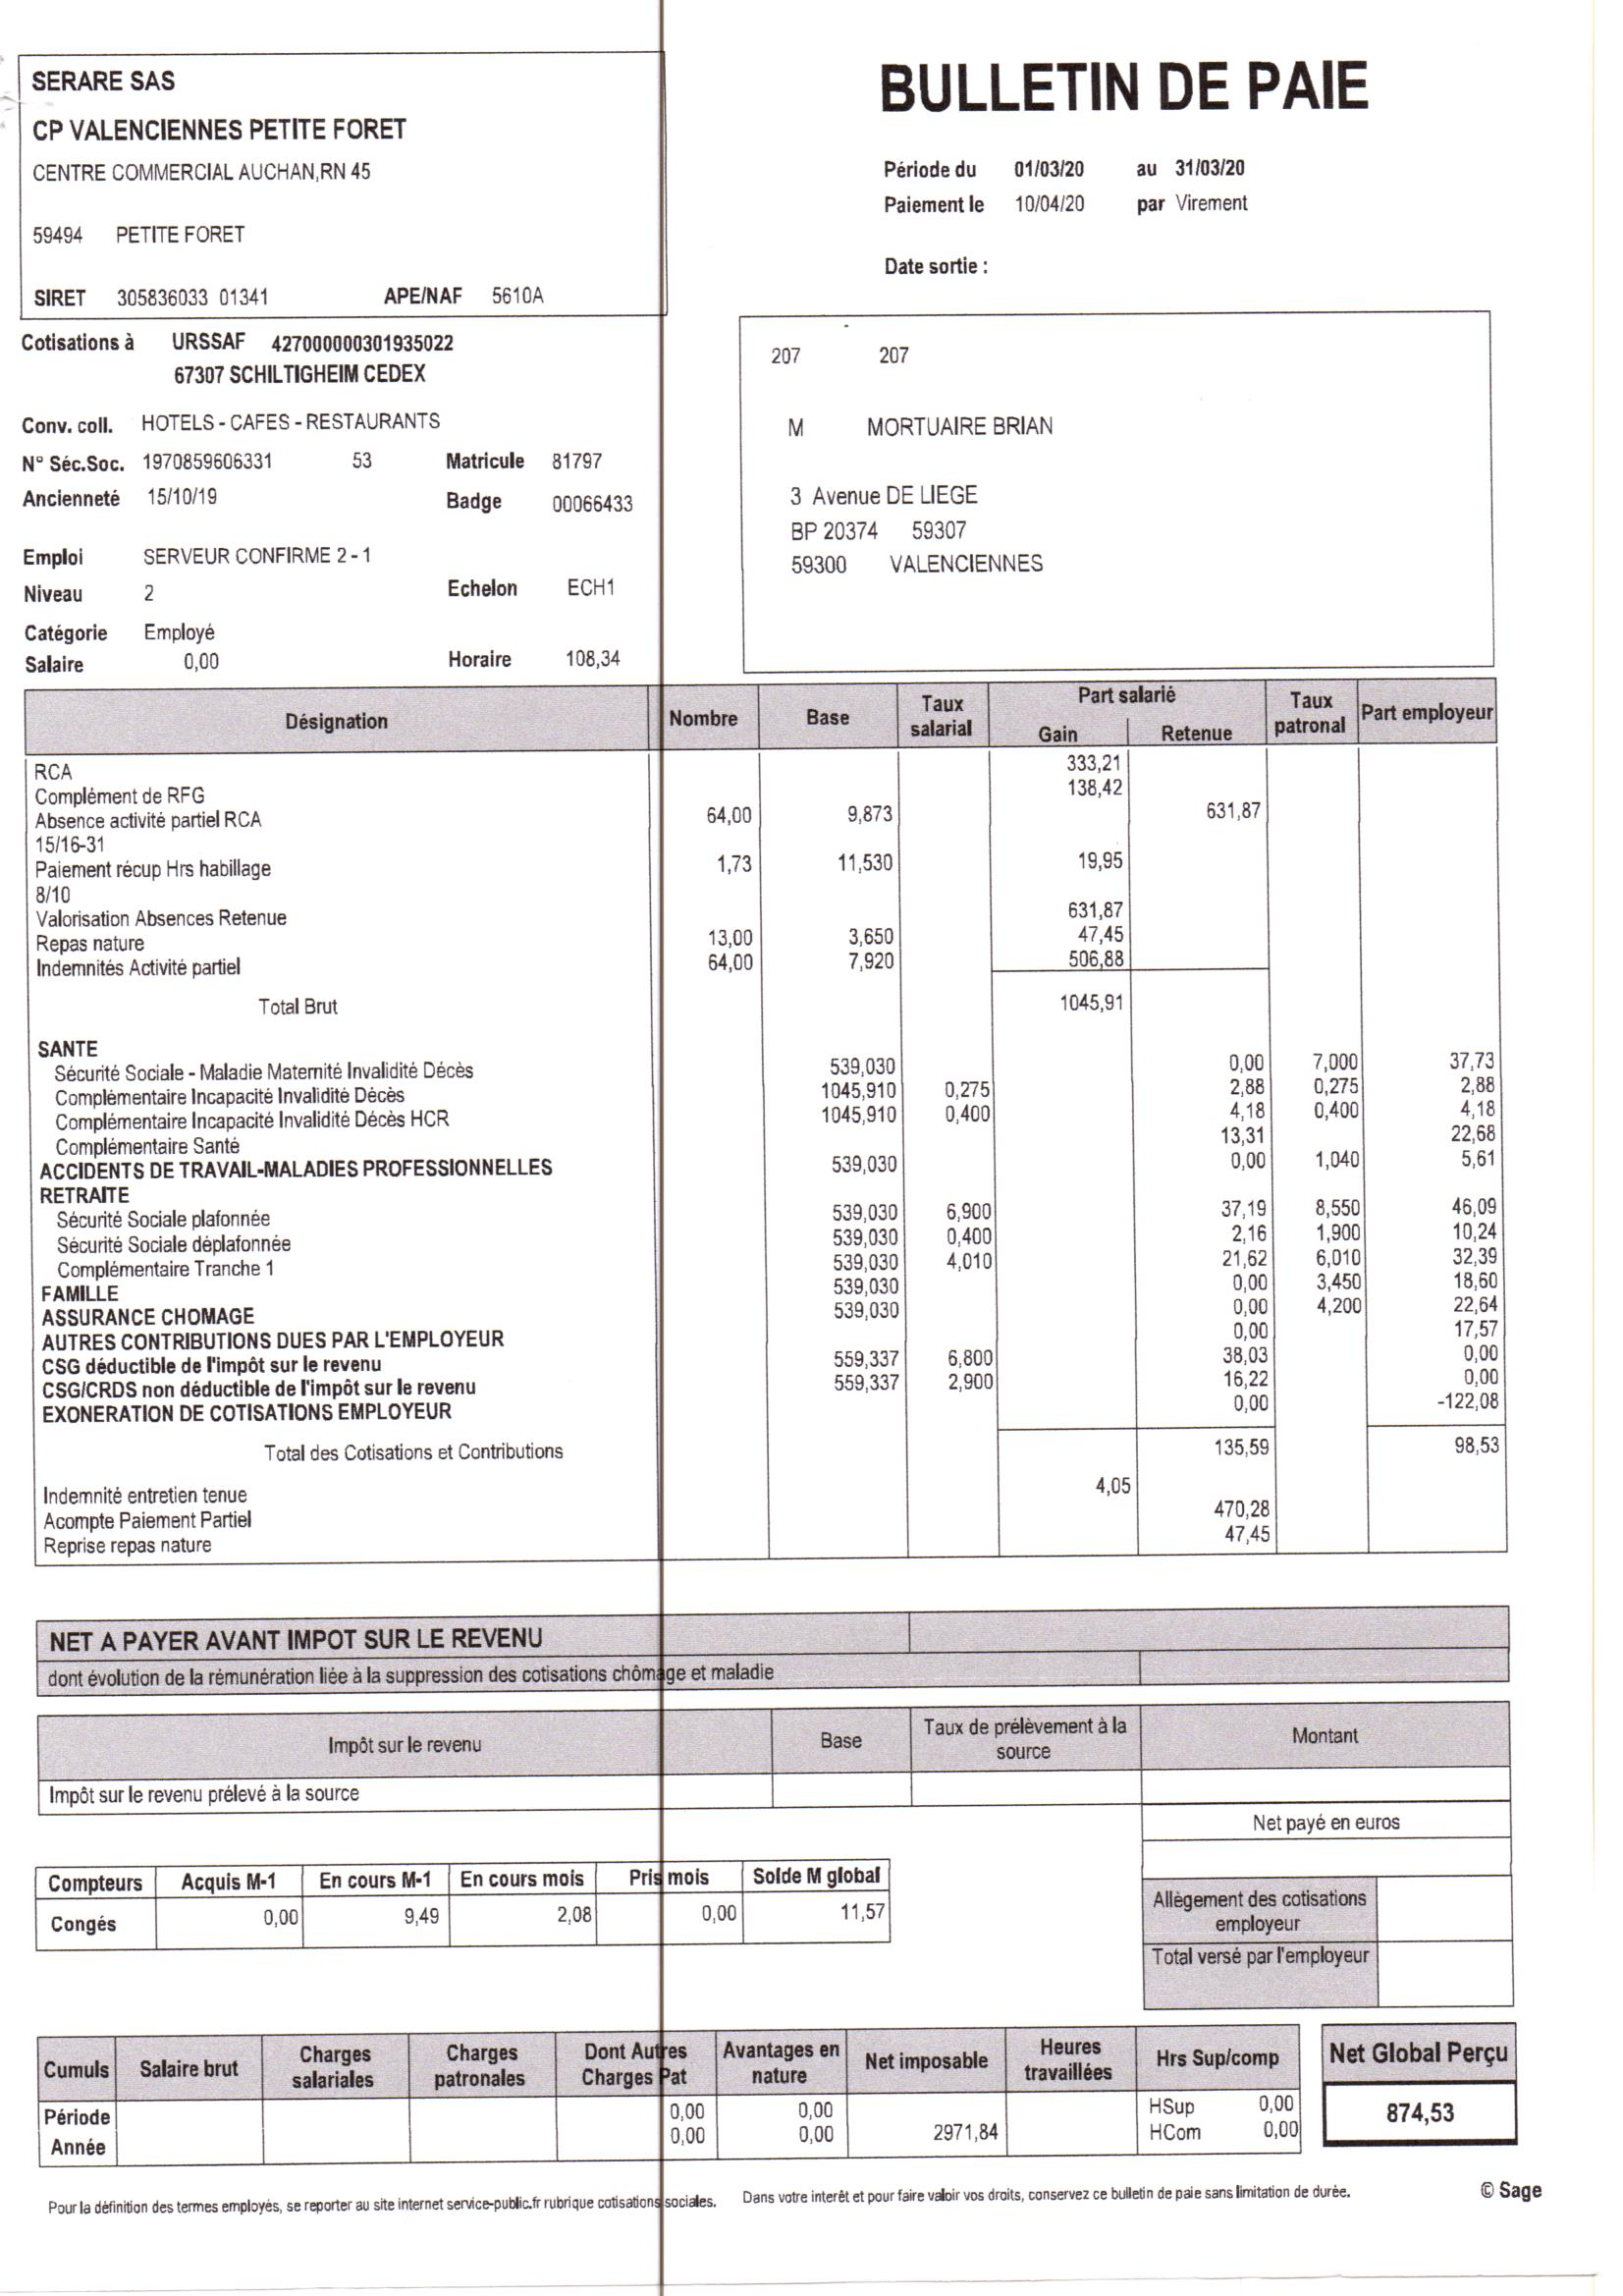 SERARE SAS
CP VALENCIENNES PETITE FORET
CENTRE COMMERCIAL AUCHAN,RN 45
59494 PETITE FORET
SIRET 305836033 01341 APE/NAF 5610A
BULLETIN DE PAIE
Période du 01/03/20 au 31/03/20
Paiement le 10/04/20 par Virement
Date sortie :
Cotisations à URSSAF 427000000301935022
67307 SCHILTIGHEIM CEDEX
Conv. coll. HOTELS - CAFES - RESTAURANTS
N° Séc.Soc. 1970859606331 53 Matricule 81797
Ancienneté 15/10/19 Badge 00066433
Emploi SERVEUR CONFIRME 2 - 1
Niveau 2 Echelon ECH1
Catégorie Employé
Salaire 0,00 Horaire 108,34
207 207
M MORTUAIRE BRIAN
3 Avenue DE LIEGE
BP 20374 59307
59300 VALENCIENNES
Désignation Nombre Base Taux salarial Part salarié Gain Retenue Taux patronal Part employeur
RCA 333,21
Complément de RFG 138,42
Absence activité partiel RCA 64,00 9,873 631,87
15/16-31
Paiement récup Hrs habillage 1,73 11,530 19,95
8/10
Valorisation Absences Retenue 631,87
Repas nature 13,00 3,650 47,45
Indemnités Activité partiel 64,00 7,920 506,88
Total Brut 1045,91
SANTE
Sécurité Sociale - Maladie Maternité Invalidité Décès 539,030 0,00 7,000 37,73
Complémentaire Incapacité Invalidité Décès 1045,910 0,275 2,88 0,275 2,88
Complémentaire Incapacité Invalidité Décès HCR 1045,910 0,400 4,18 0,400 4,18
Complémentaire Santé 13,31 22,68
ACCIDENTS DE TRAVAIL-MALADIES PROFESSIONNELLES 539,030 0,00 1,040 5,61
RETRAITE
Sécurité Sociale plafonnée 539,030 6,900 37,19 8,550 46,09
Sécurité Sociale déplafonnée 539,030 0,400 2,16 1,900 10,24
Complémentaire Tranche 1 539,030 4,010 21,62 6,010 32,39
FAMILLE 539,030 0,00 3,450 18,60
ASSURANCE CHOMAGE 539,030 0,00 4,200 22,64
AUTRES CONTRIBUTIONS DUES PAR L'EMPLOYEUR 0,00 17,57
CSG déductible de l'impôt sur le revenu 559,337 6,800 38,03 0,00
CSG/CRDS non déductible de l'impôt sur le revenu 559,337 2,900 16,22 0,00
EXONERATION DE COTISATIONS EMPLOYEUR 0,00 -122,08
Total des Cotisations et Contributions 135,59 98,53
Indemnité entretien tenue 4,05
Acompte Paiement Partiel 470,28
Reprise repas nature 47,45
NET A PAYER AVANT IMPOT SUR LE REVENU
dont évolution de la rémunération liée à la suppression des cotisations chômage et maladie
Impôt sur le revenu Base Taux de prélèvement à la source Montant
Impôt sur le revenu prélevé à la source
Net payé en euros
Compteurs Acquis M-1 En cours M-1 En cours mois Pris mois Solde M global
Congés 0,00 9,49 2,08 0,00 11,57
Allègement des cotisations employeur
Total versé par l'employeur
Cumuls Salaire brut Charges salariales Charges patronales Dont Autres Charges Pat Avantages en nature Net imposable Heures travaillées Hrs Sup/comp Net Global Perçu
Période 0,00 0,00 HSup 0,00 874,53
Année 0,00 0,00 2971,84 HCom 0,00
Pour la définition des termes employés, se reporter au site internet service-public.fr rubrique cotisations sociales. Dans votre interêt et pour faire valoir vos droits, conservez ce bulletin de paie sans limitation de durée. © Sage